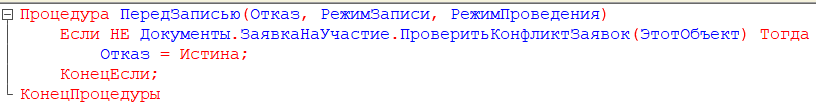 Процедура ПередЗаписью(Отказ, РежимЗаписи, РежимПроведения)
Если НЕ Документы.ЗаявкаНаУчастие.ПроверитьКонфликтЗаявок(ЭтотОбъект) Тогда
Отказ = Истина;
КонецЕсли;
КонецПроцедуры